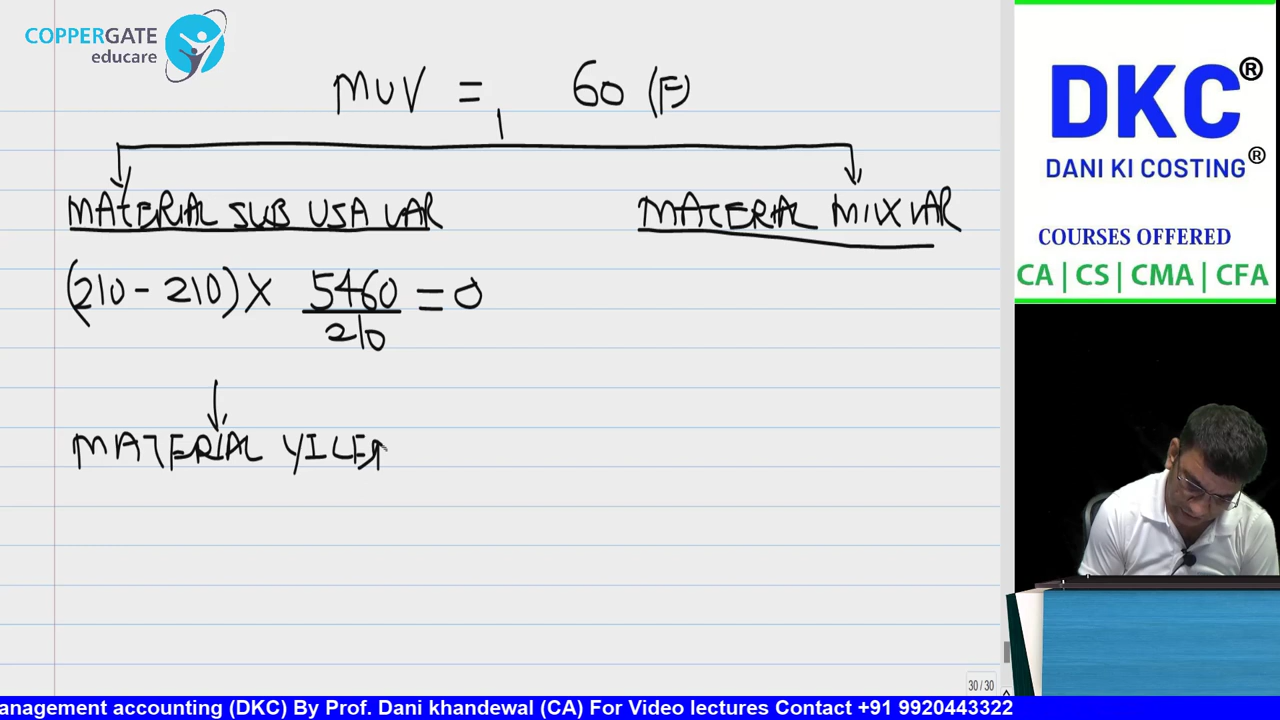 COPPERGATE
educare
MUV = 60 (F)
MATERIAL SUB USA VAR
MATERIAL MIX VAR
(210 - 210) X 5460 = 0
210
MATERIAL
30 / 30
DKC®
DANI KI COSTING®
COURSES OFFERED
CA | CS | CMA | CFA
anagement accounting (DKC) By Prof. Dani khandewal (CA) For Video lectures Contact +91 9920443322